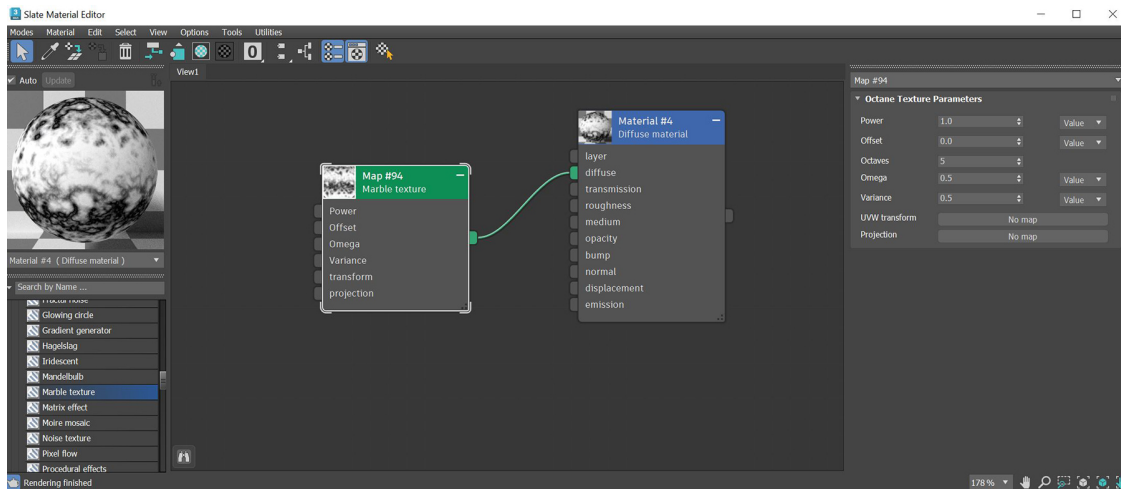 Slate Material Editor
Modes Material Edit Select View Options Tools Utilities
0
Auto Update
View1
Map #94
Material #4 ( Diffuse material )
Search by Name ...
Fractal noise
Glowing circle
Gradient generator
Hagelslag
Iridescent
Mandelbulb
Marble texture
Matrix effect
Moire mosaic
Noise texture
Pixel flow
Procedural effects
Map #94
Marble texture
Power
Offset
Omega
Variance
transform
projection
Material #4
Diffuse material
layer
diffuse
transmission
roughness
medium
opacity
bump
normal
displacement
emission
Octane Texture Parameters
Power 1.0 Value
Offset 0.0 Value
Octaves 5
Omega 0.5 Value
Variance 0.5 Value
UVW transform No map
Projection No map
Rendering finished
178 %